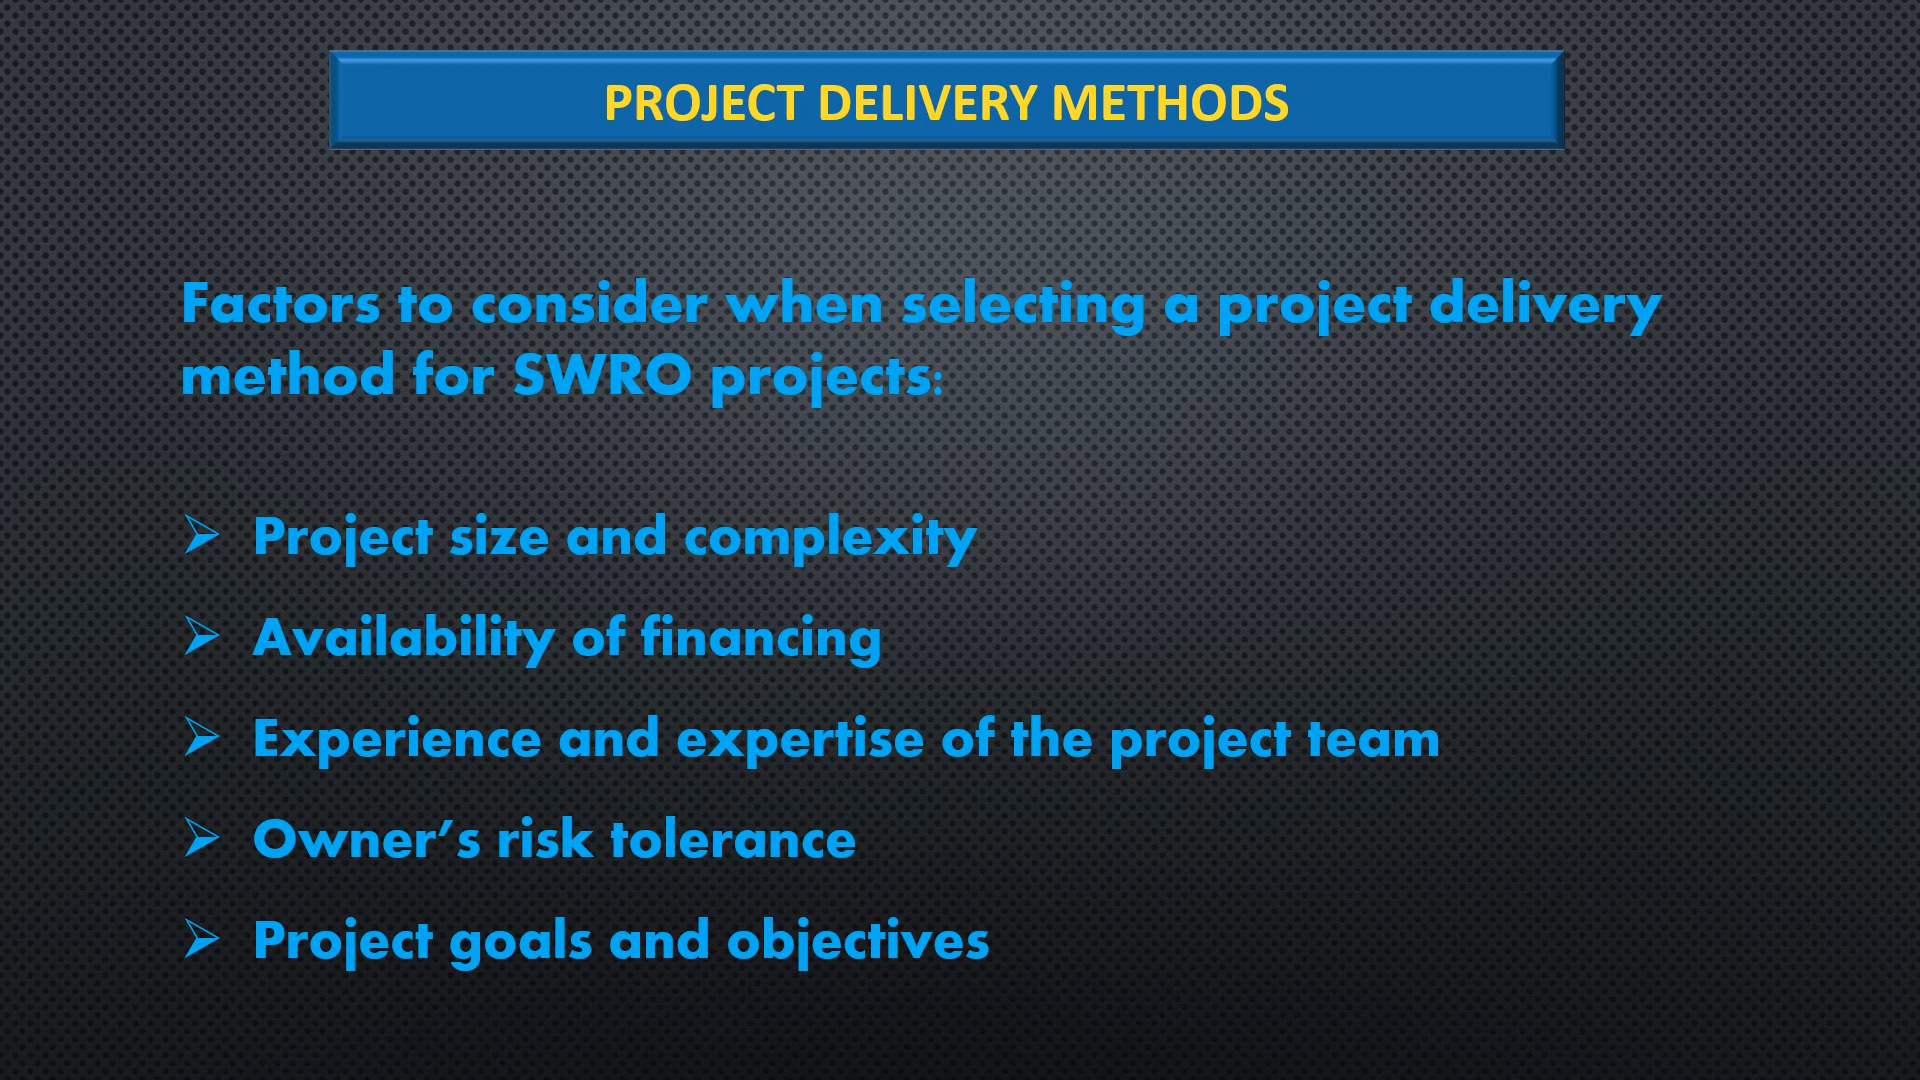 PROJECT DELIVERY METHODS
Factors to consider when selecting a project delivery
method for SWRO projects:
➢ Project size and complexity
➢ Availability of financing
➢ Experience and expertise of the project team
➢ Owner’s risk tolerance
➢ Project goals and objectives